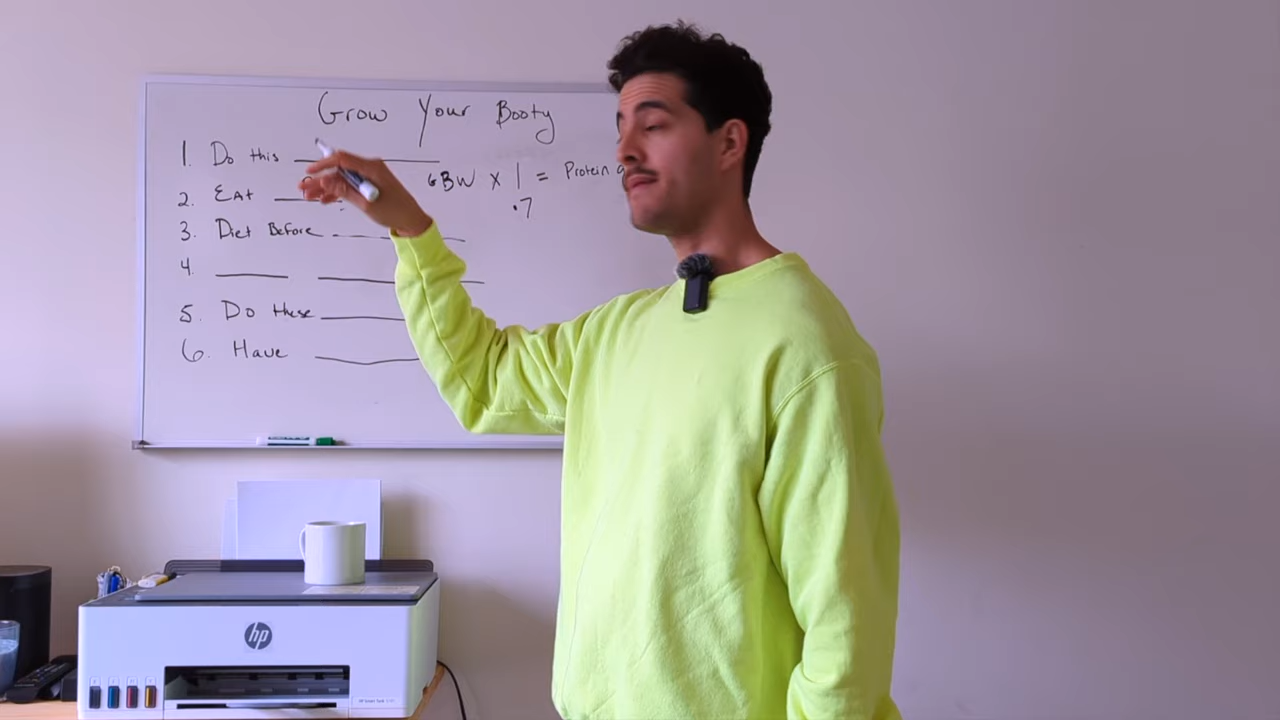 Grow Your Booty
1. Do this
GBW x 1 = Protein
.7
2. EAt
3. Diet Before
4.
5. Do these
6. Have
hp